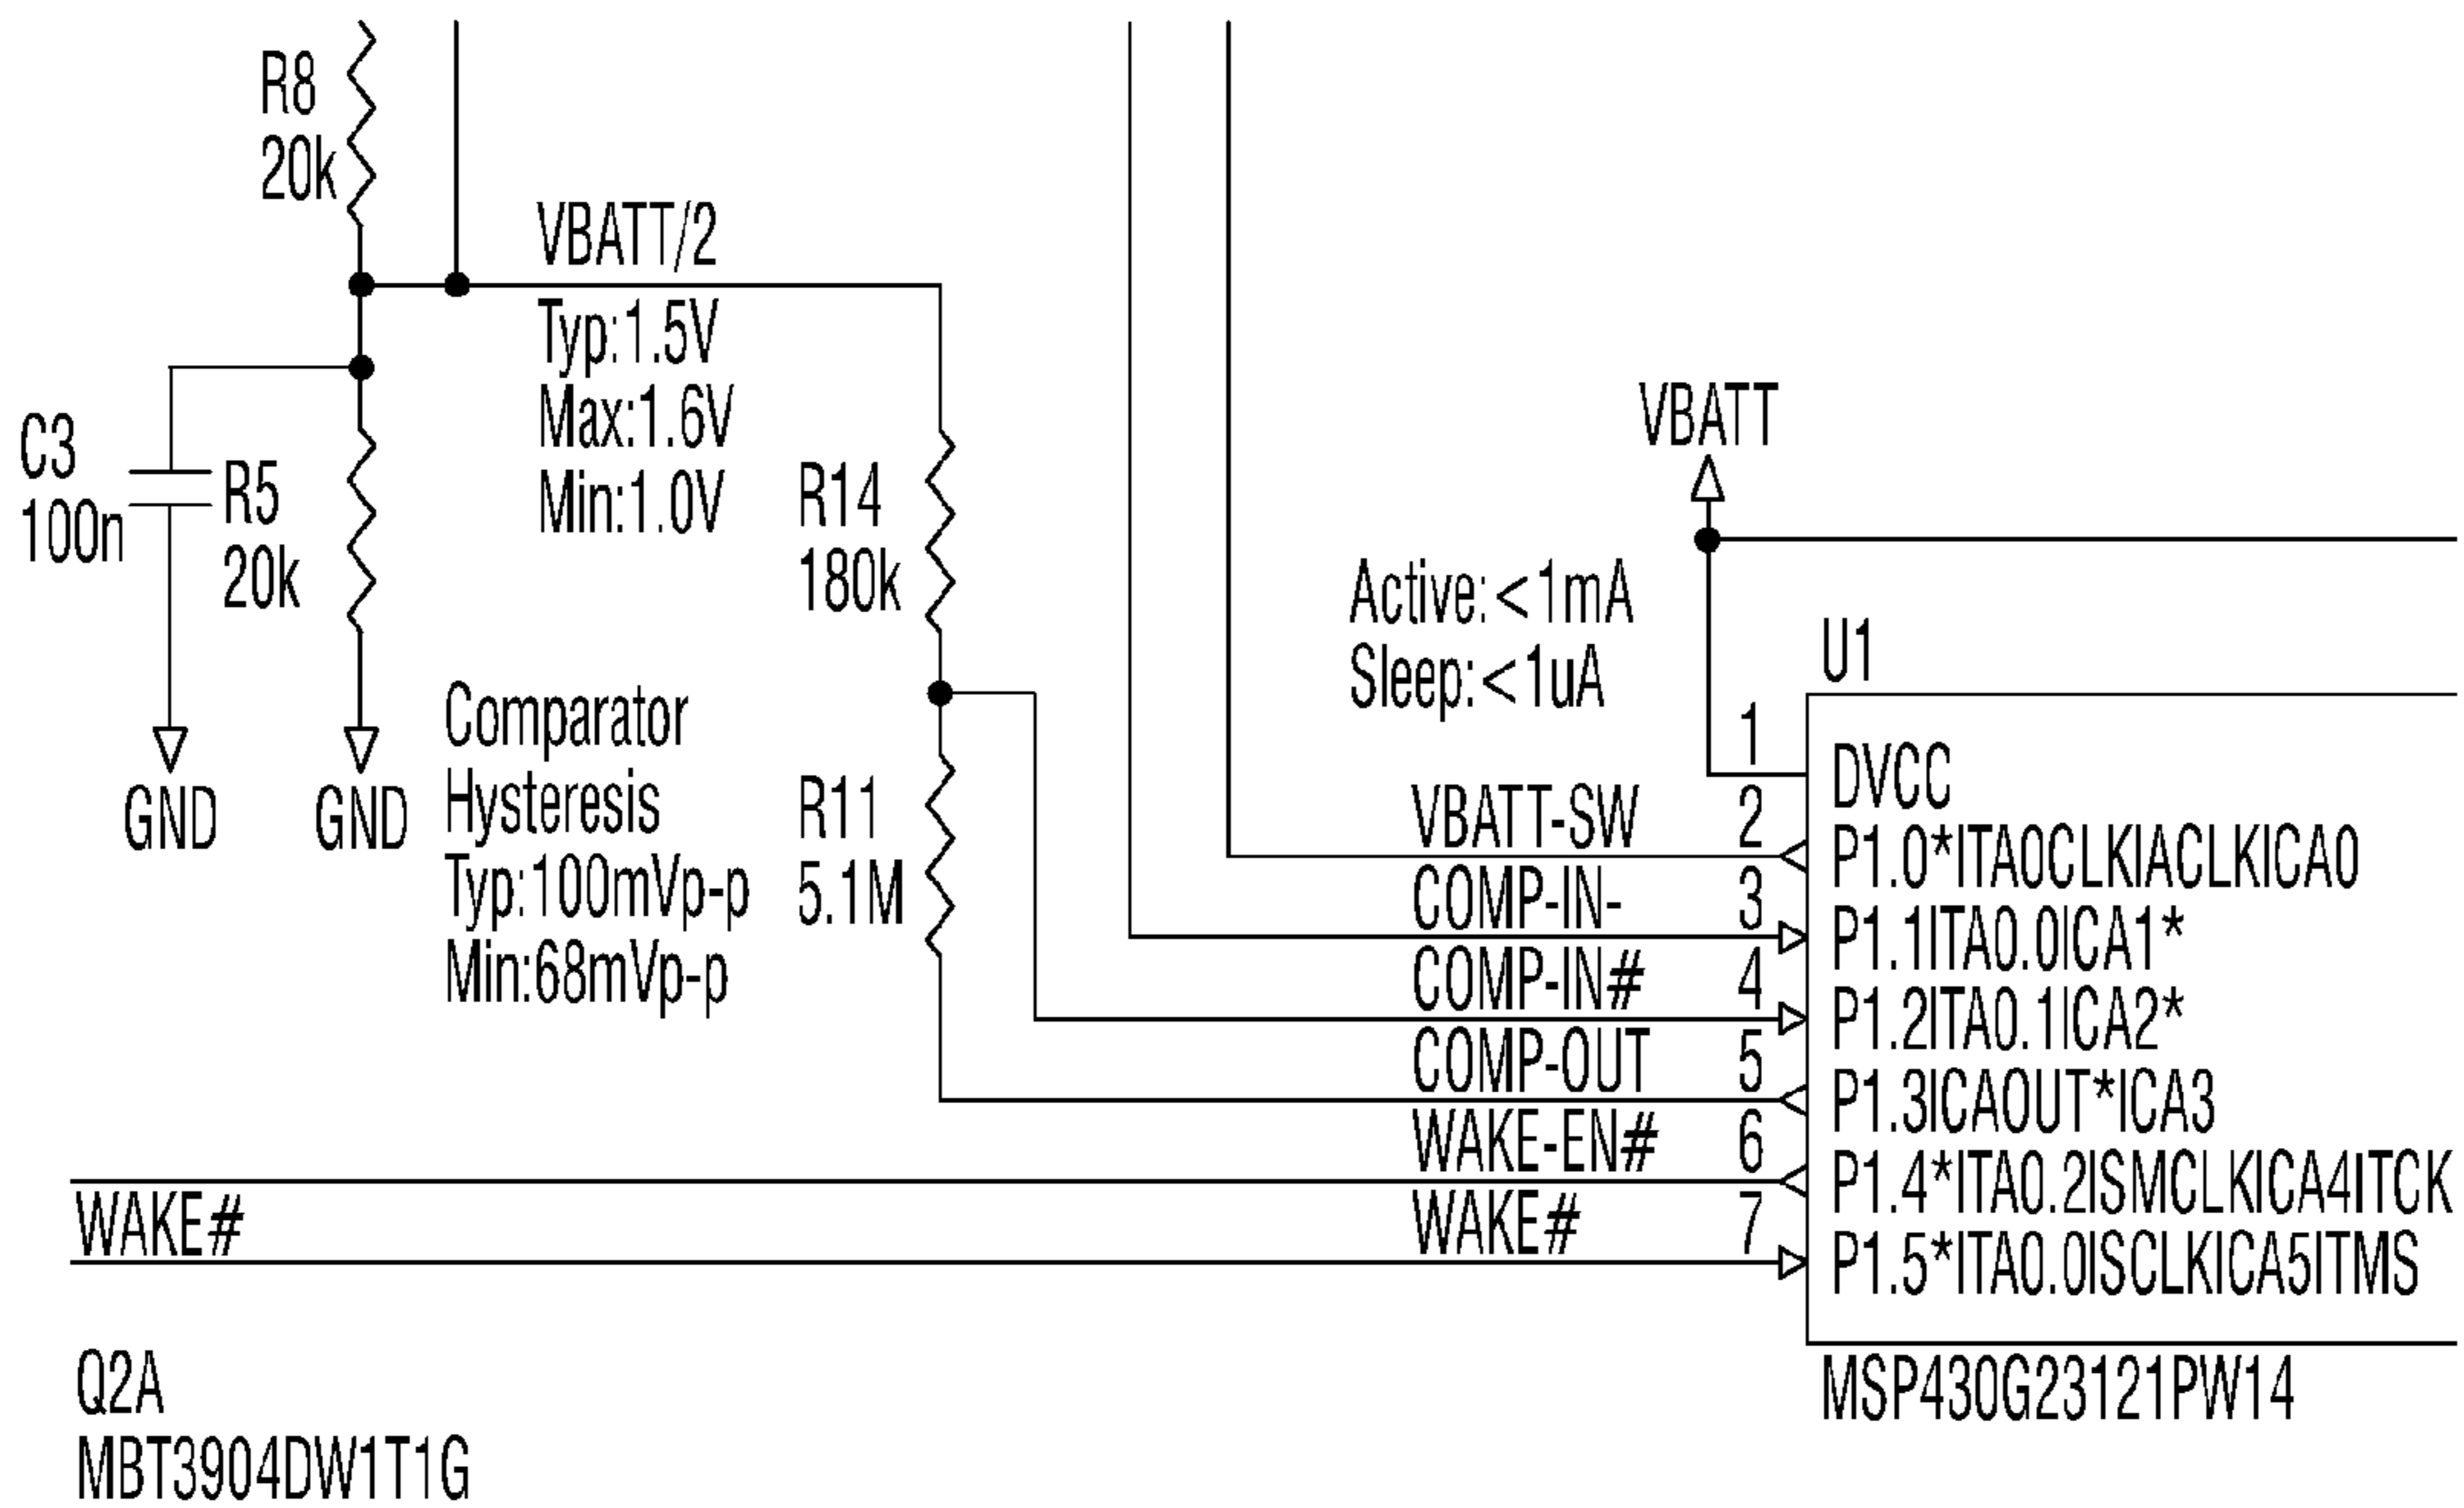 R8
20k
VBATT/2
Typ:1.5V
Max:1.6V
Min:1.0V
C3
100n
R5
20k
GND
GND
R14
180k
Comparator
Hysteresis
Typ:100mVp-p
Min:68mVp-p
R11
5.1M
VBATT
Active:<1mA
Sleep:<1uA
U1
1
DVCC
VBATT-SW 2
P1.0*ITA0CLKIACLKICA0
COMP-IN- 3
P1.1ITA0.0ICA1*
COMP-IN# 4
P1.2ITA0.1ICA2*
COMP-OUT 5
P1.3ICAOUT*ICA3
WAKE-EN# 6
P1.4*ITA0.2ISMCLKICA4ITCK
WAKE#
WAKE# 7
P1.5*ITA0.0ISCLKICA5ITMS
MSP430G23121PW14
Q2A
MBT3904DW1T1G